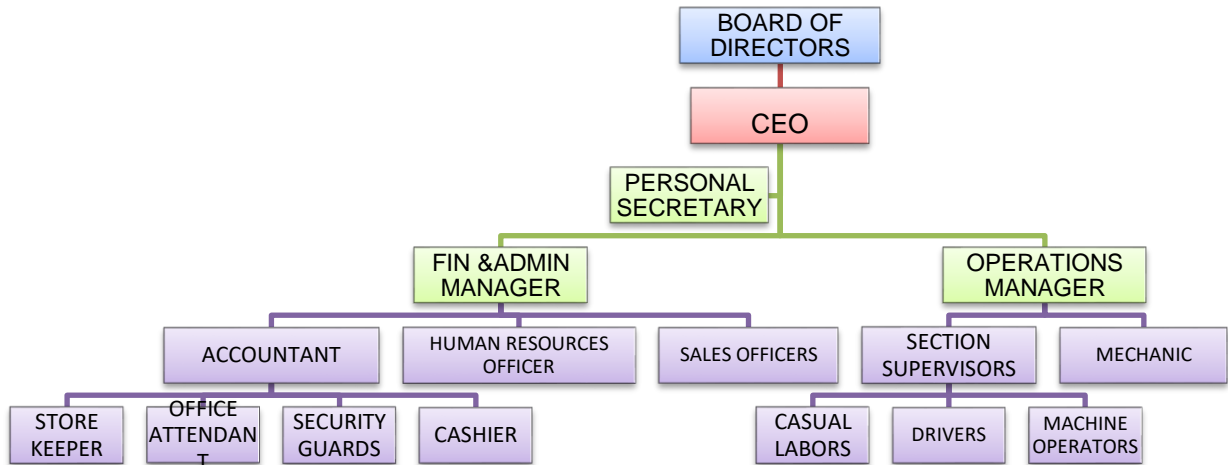 BOARD OF
DIRECTORS
CEO
PERSONAL
SECRETARY
FIN &ADMIN
MANAGER
OPERATIONS
MANAGER
ACCOUNTANT
HUMAN RESOURCES
OFFICER
SALES OFFICERS
SECTION
SUPERVISORS
MECHANIC
STORE
KEEPER
OFFICE
ATTENDAN
T
SECURITY
GUARDS
CASHIER
CASUAL
LABORS
DRIVERS
MACHINE
OPERATORS